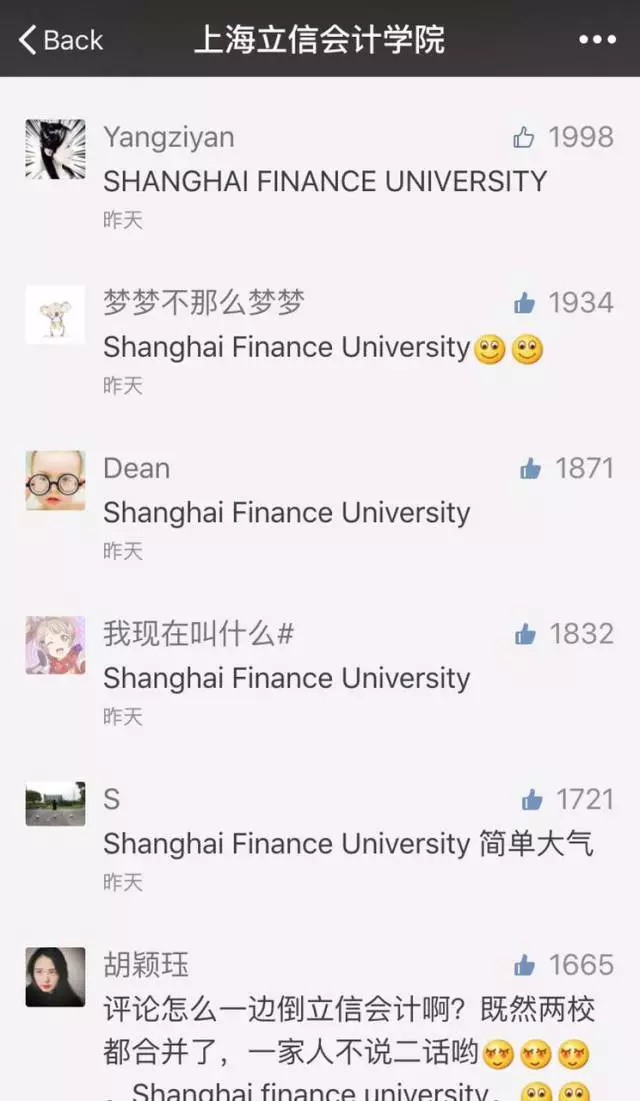 Back
上海立信会计学院
Yangziyan
1998
SHANGHAI FINANCE UNIVERSITY
昨天
梦梦不那么梦梦
1934
Shanghai Finance University
昨天
Dean
1871
Shanghai Finance University
昨天
我现在叫什么#
1832
Shanghai Finance University
昨天
S
1721
Shanghai Finance University 简单大气
昨天
胡颖珏
1665
评论怎么一边倒立信会计啊？既然两校
都合并了，一家人不说二话哟
。Shanghai finance university。